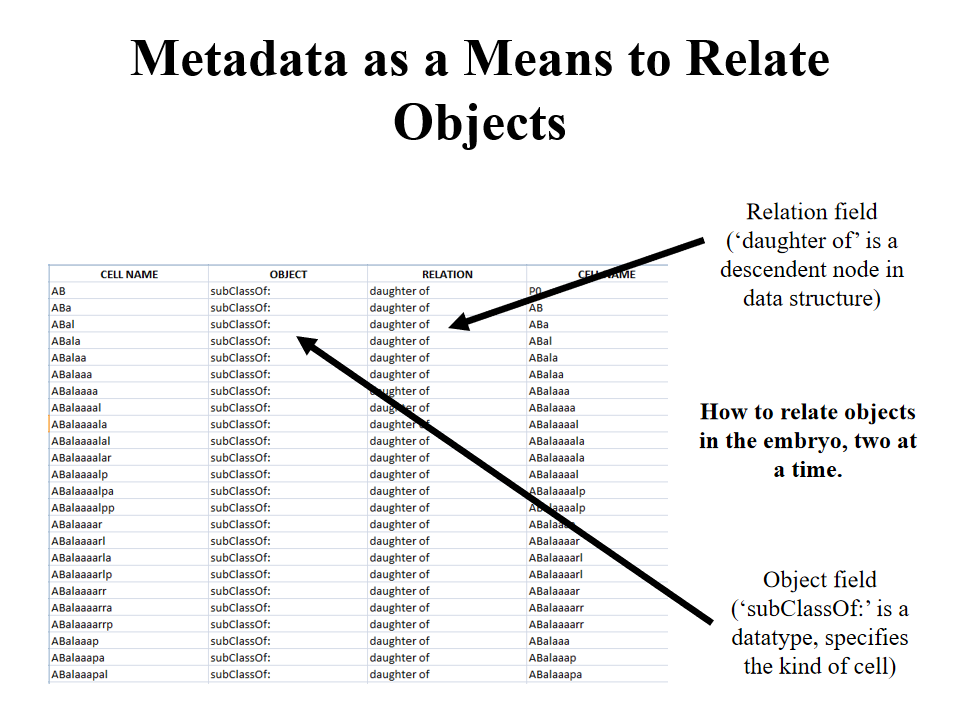 Metadata as a Means to Relate
Objects
Relation field
(‘daughter of’ is a
descendent node in
data structure)
CELL NAME OBJECT RELATION CELL NAME
AB subClassOf: daughter of P0
ABa subClassOf: daughter of AB
ABal subClassOf: daughter of ABa
ABala subClassOf: daughter of ABal
ABalaa subClassOf: daughter of ABala
ABalaaa subClassOf: daughter of ABalaa
ABalaaaa subClassOf: daughter of ABalaaa
ABalaaaal subClassOf: daughter of ABalaaaa
ABalaaaala subClassOf: daughter of ABalaaaal
ABalaaaalal subClassOf: daughter of ABalaaaala
ABalaaaalar subClassOf: daughter of ABalaaaala
ABalaaaalp subClassOf: daughter of ABalaaaal
ABalaaaalpa subClassOf: daughter of ABalaaaalp
ABalaaaalpp subClassOf: daughter of ABalaaaalp
ABalaaaar subClassOf: daughter of ABalaaaa
ABalaaaarl subClassOf: daughter of ABalaaaar
ABalaaaarla subClassOf: daughter of ABalaaaarl
ABalaaaarlp subClassOf: daughter of ABalaaaarl
ABalaaaarr subClassOf: daughter of ABalaaaar
ABalaaaarra subClassOf: daughter of ABalaaaarr
ABalaaaarrp subClassOf: daughter of ABalaaaarr
ABalaaap subClassOf: daughter of ABalaaa
ABalaaapa subClassOf: daughter of ABalaaap
ABalaaapal subClassOf: daughter of ABalaaapa
How to relate objects
in the embryo, two at
a time.
Object field
(‘subClassOf:’ is a
datatype, specifies
the kind of cell)